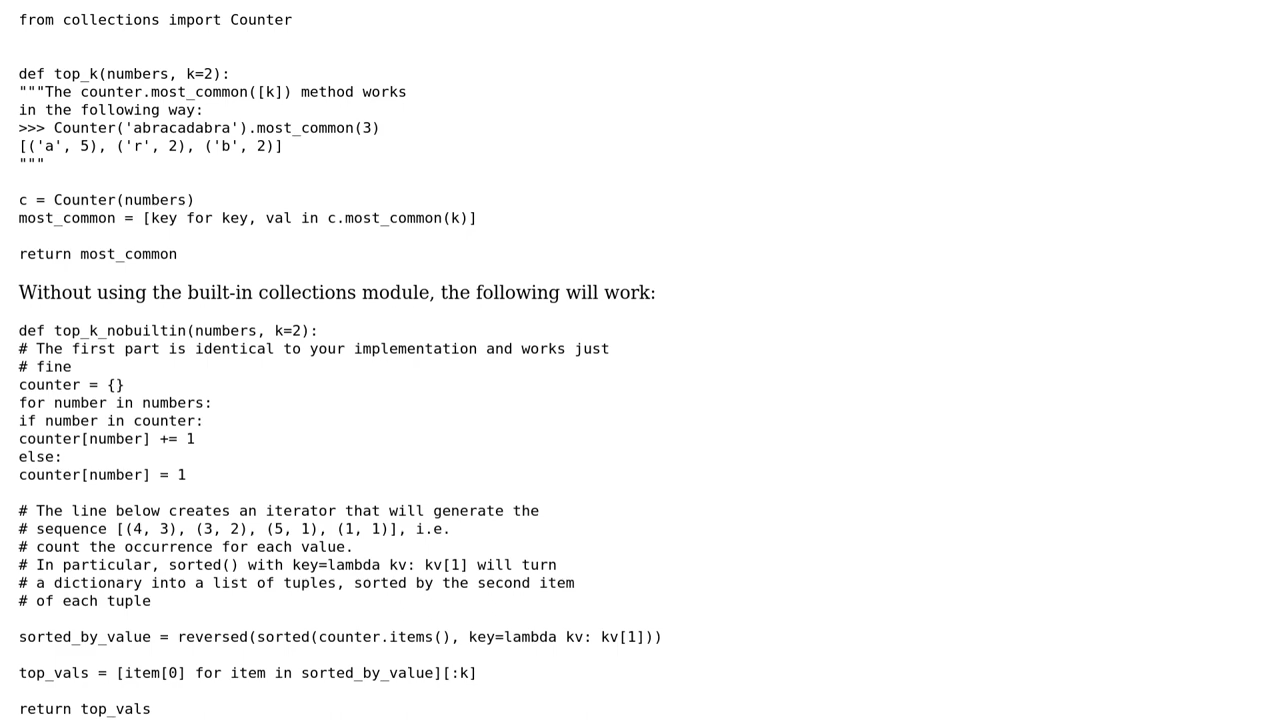 from collections import Counter
def top_k(numbers, k=2):
"""The counter.most_common([k]) method works
in the following way:
>>> Counter('abracadabra').most_common(3)
[('a', 5), ('r', 2), ('b', 2)]
"""
c = Counter(numbers)
most_common = [key for key, val in c.most_common(k)]
return most_common
Without using the built-in collections module, the following will work:
def top_k_nobuiltin(numbers, k=2):
# The first part is identical to your implementation and works just
# fine
counter = {}
for number in numbers:
if number in counter:
counter[number] += 1
else:
counter[number] = 1
# The line below creates an iterator that will generate the
# sequence [(4, 3), (3, 2), (5, 1), (1, 1)], i.e.
# count the occurrence for each value.
# In particular, sorted() with key=lambda kv: kv[1] will turn
# a dictionary into a list of tuples, sorted by the second item
# of each tuple
sorted_by_value = reversed(sorted(counter.items(), key=lambda kv: kv[1]))
top_vals = [item[0] for item in sorted_by_value][:k]
return top_vals